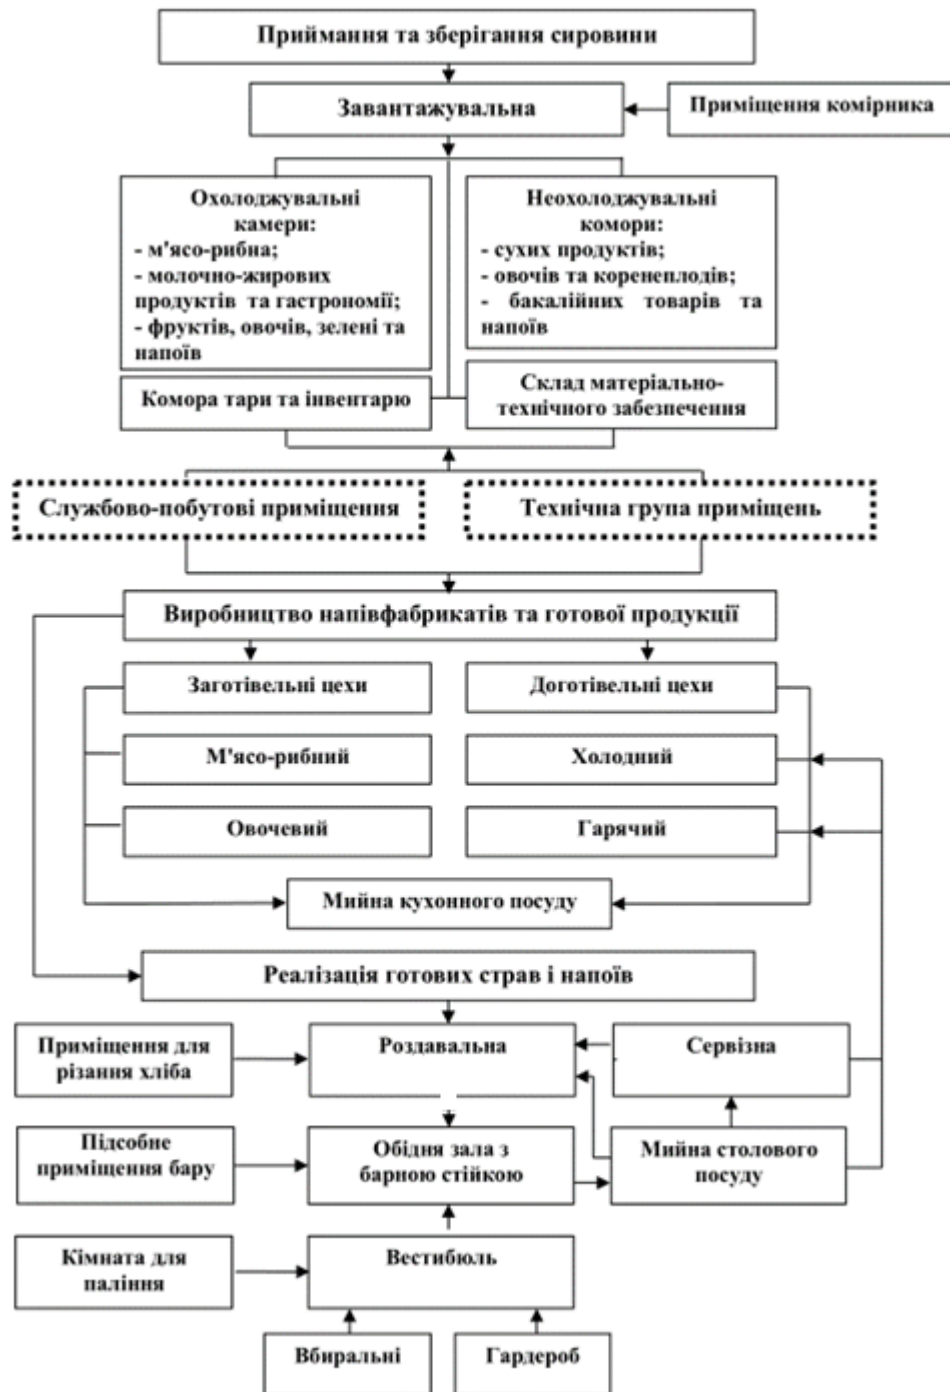 Приймання та зберігання сировини
Завантажувальна
Приміщення комірника
Охолоджувальні
камери:
- м'ясо-рибна;
- молочно-жирових
продуктів та гастрономії;
- фруктів, овочів, зелені та
напоїв
Неохолоджувальні
комори:
- сухих продуктів;
- овочів та коренеплодів;
- бакалійних товарів та
напоїв
Комора тари та інвентарю
Склад матеріально-
технічного забезпечення
Службово-побутові приміщення
Технічна група приміщень
Виробництво напівфабрикатів та готової продукції
Заготівельні цехи
Доготівельні цехи
М'ясо-рибний
Холодний
Овочевий
Гарячий
Мийна кухонного посуду
Реалізація готових страв і напоїв
Приміщення для
різання хліба
Роздавальна
Сервізна
Підсобне
приміщення бару
Обідня зала з
барною стійкою
Мийна столового
посуду
Кімната для
паління
Вестибюль
Вбиральні
Гардероб